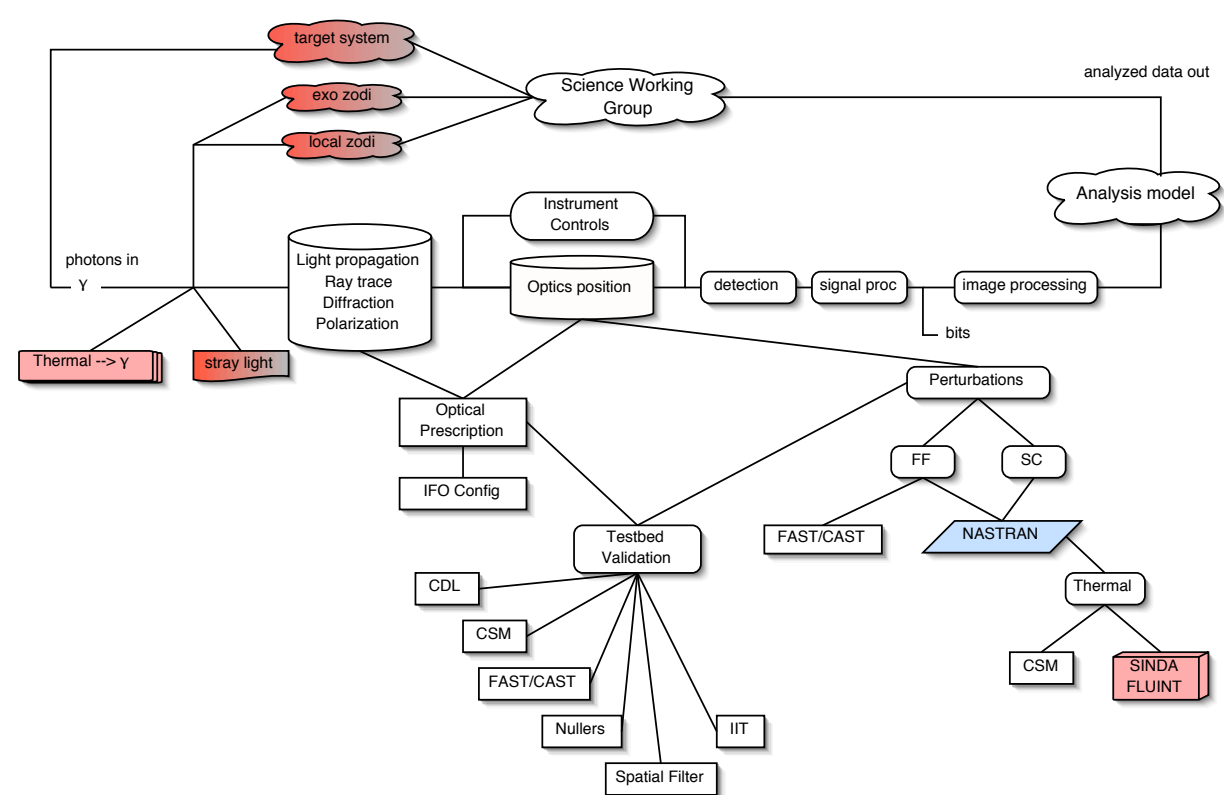 target system
exo zodi
local zodi
Science Working
Group
analyzed data out
Analysis model
Instrument
Controls
photons in
γ
Light propagation
Ray trace
Diffraction
Polarization
Optics position
detection
signal proc
image processing
bits
Thermal --> γ
stray light
Perturbations
Optical
Prescription
FF
SC
IFO Config
FAST/CAST
NASTRAN
Testbed
Validation
CDL
Thermal
CSM
CSM
SINDA
FLUINT
FAST/CAST
Nullers
IIT
Spatial Filter